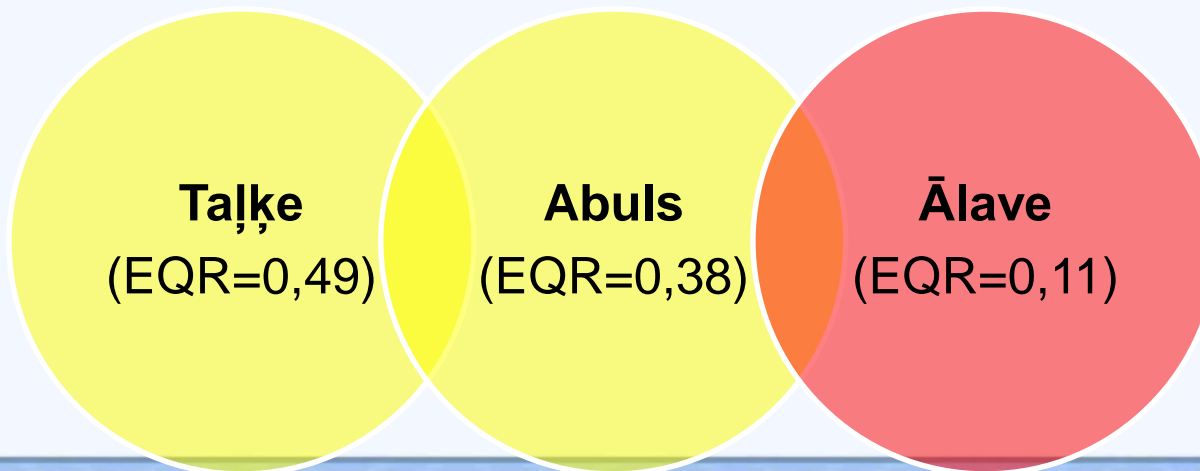 Taļķe
(EQR=0,49)
Abuls
(EQR=0,38)
Ālave
(EQR=0,11)